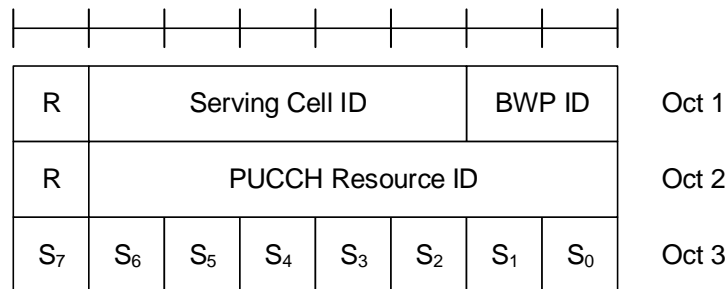 R Serving Cell ID BWP ID Oct 1
R PUCCH Resource ID Oct 2
S₇ S₆ S₅ S₄ S₃ S₂ S₁ S₀ Oct 3